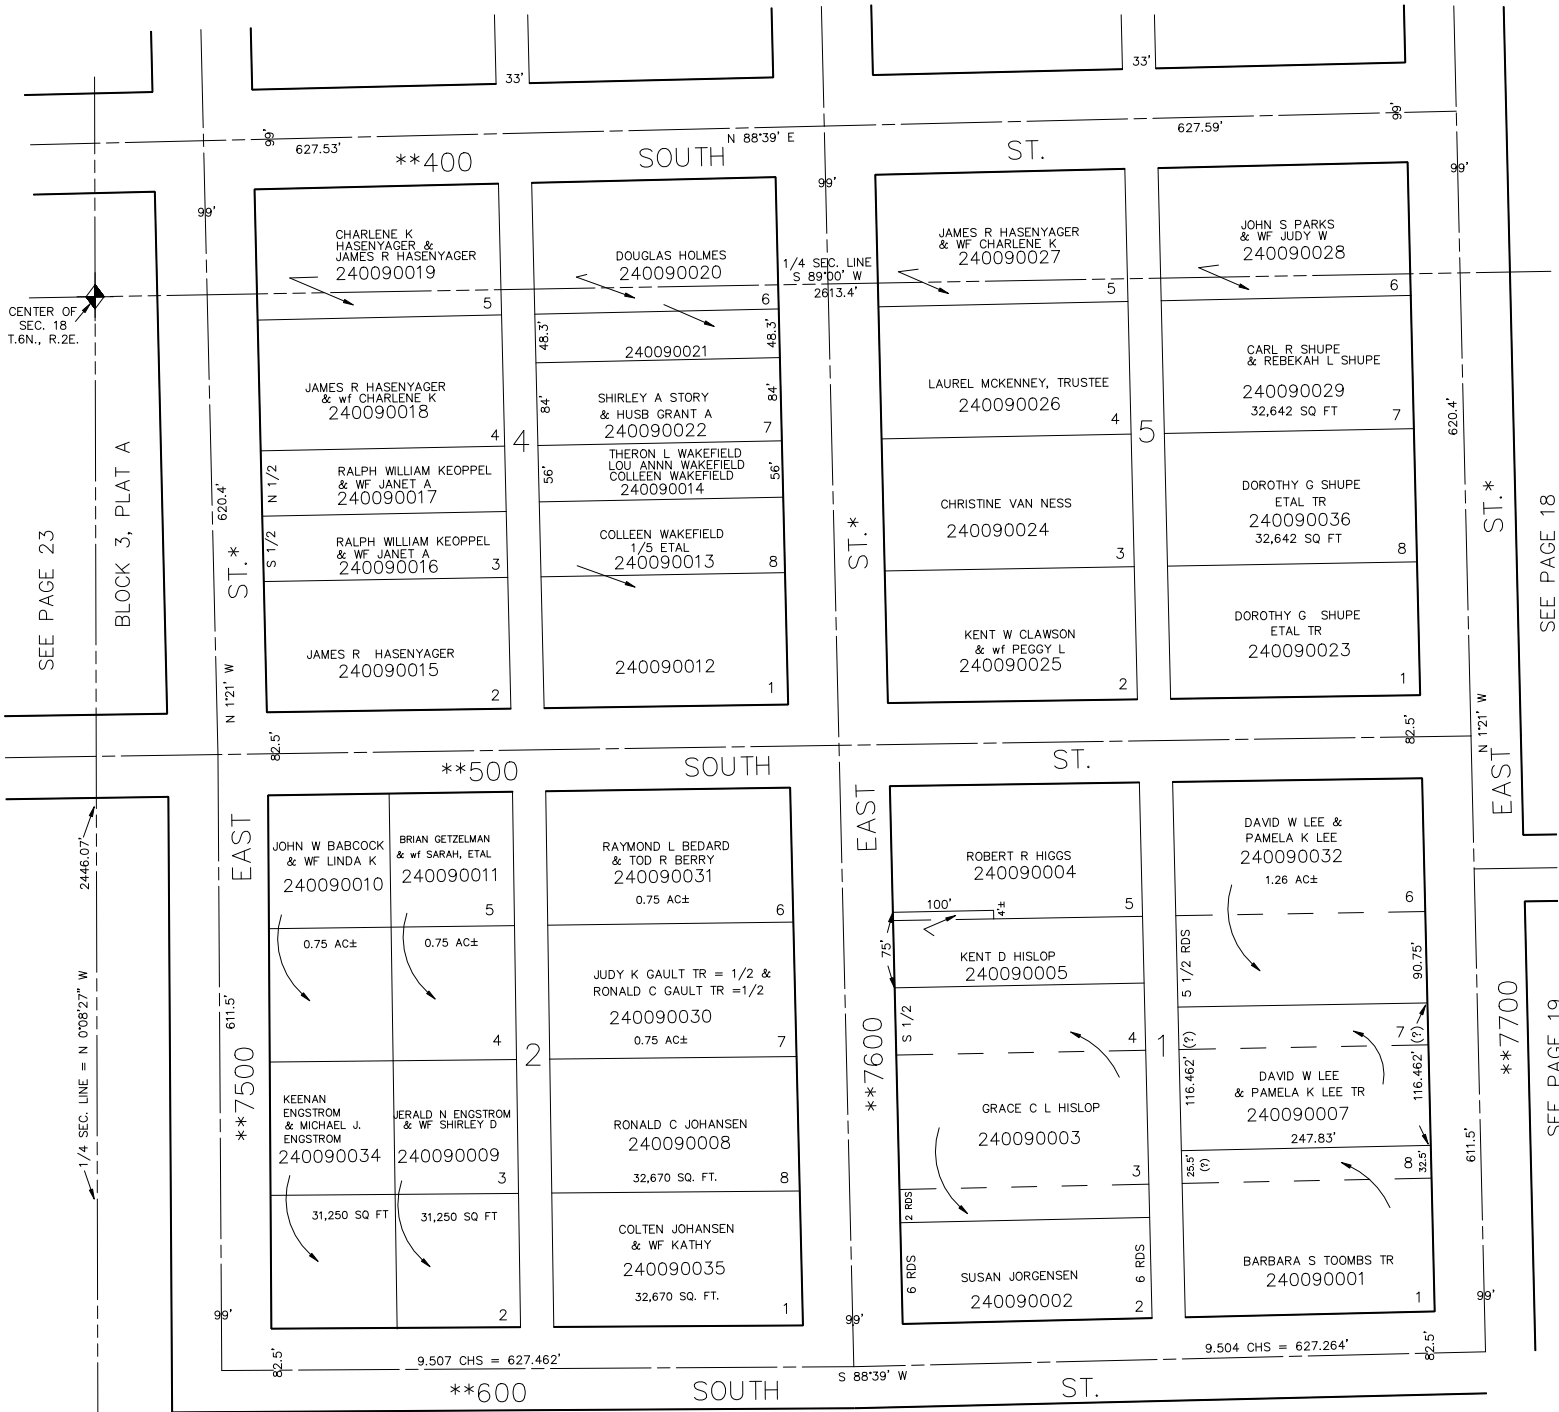 33'
33'
99'
627.53'
N 88°39' E
627.59'
99'
**400
SOUTH
ST.
99'
99'
99'
CHARLENE K
HASENYAGER &
JAMES R HASENYAGER
240090019
5
DOUGLAS HOLMES
240090020
6
1/4 SEC. LINE
S 89°00' W
2613.4'
JAMES R HASENYAGER
& WF CHARLENE K
240090027
5
JOHN S PARKS
& WF JUDY W
240090028
6
CENTER OF
SEC. 18
T.6N., R.2E.
48.3'
240090021
48.3'
JAMES R HASENYAGER
& wf CHARLENE K
240090018
4
84'
SHIRLEY A STORY
& HUSB GRANT A
240090022
84'
7
4
LAUREL MCKENNEY, TRUSTEE
240090026
4
5
CARL R SHUPE
& REBEKAH L SHUPE
240090029
32,642 SQ FT
7
620.4'
N 1/2
RALPH WILLIAM KEOPPEL
& WF JANET A
240090017
56'
THERON L WAKEFIELD
LOU ANNN WAKEFIELD
COLLEEN WAKEFIELD
240090014
56'
620.4'
S 1/2
RALPH WILLIAM KEOPPEL
& WF JANET A
240090016
3
COLLEEN WAKEFIELD
1/5 ETAL
240090013
8
CHRISTINE VAN NESS
240090024
3
DOROTHY G SHUPE
ETAL TR
240090036
32,642 SQ FT
8
SEE PAGE 23
BLOCK 3, PLAT A
ST.*
ST.*
ST.*
SEE PAGE 18
JAMES R HASENYAGER
240090015
2
240090012
1
KENT W CLAWSON
& wf PEGGY L
240090025
2
DOROTHY G SHUPE
ETAL TR
240090023
1
N 1°21' W
N 1°21' W
82.5'
82.5'
**500
SOUTH
ST.
EAST
EAST
EAST
2446.07'
JOHN W BABCOCK
& WF LINDA K
240090010
0.75 AC±
BRIAN GETZELMAN
& wf SARAH, ETAL
240090011
5
0.75 AC±
4
RAYMOND L BEDARD
& TOD R BERRY
240090031
0.75 AC±
6
ROBERT R HIGGS
240090004
5
100'
4'±
DAVID W LEE &
PAMELA K LEE
240090032
1.26 AC±
6
75'
KENT D HISLOP
240090005
5 1/2 RDS
90.75'
JUDY K GAULT TR = 1/2 &
RONALD C GAULT TR =1/2
240090030
0.75 AC±
7
2
1/4 SEC. LINE = N 0°08'27" W
611.5'
**7500
**7600
**7700
SEE PAGE 19
S 1/2
4
1
7
116.462' (?)
116.462' (?)
DAVID W LEE
& PAMELA K LEE TR
240090007
247.83'
KEENAN
ENGSTROM
& MICHAEL J.
ENGSTROM
240090034
31,250 SQ FT
JERALD N ENGSTROM
& WF SHIRLEY D
240090009
3
31,250 SQ FT
2
RONALD C JOHANSEN
240090008
32,670 SQ. FT.
8
GRACE C L HISLOP
240090003
3
25.5'
(?)
8
32.5'
611.5'
2 RDS
COLTEN JOHANSEN
& WF KATHY
240090035
32,670 SQ. FT.
1
6 RDS
SUSAN JORGENSEN
240090002
6 RDS
2
BARBARA S TOOMBS TR
240090001
1
99'
99'
99'
82.5'
9.507 CHS = 627.462'
S 88°39' W
9.504 CHS = 627.264'
82.5'
**600
SOUTH
ST.